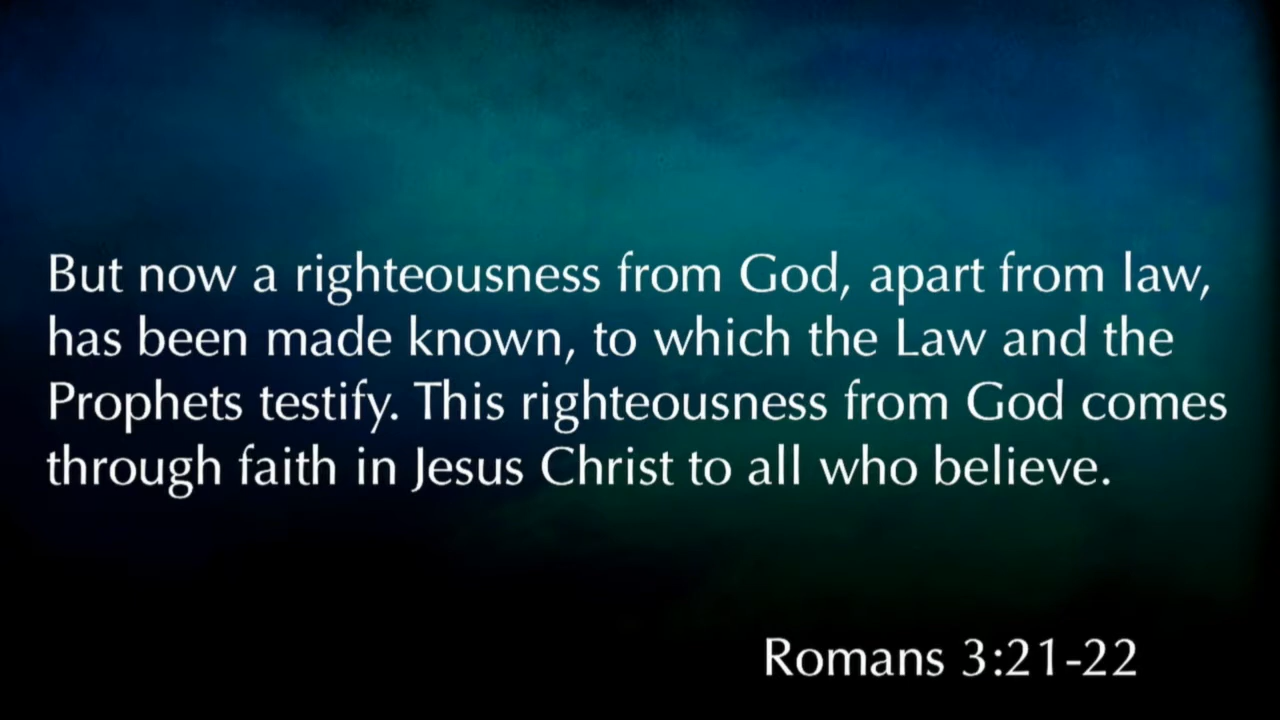 But now a righteousness from God, apart from law,
has been made known, to which the Law and the
Prophets testify. This righteousness from God comes
through faith in Jesus Christ to all who believe.
Romans 3:21-22